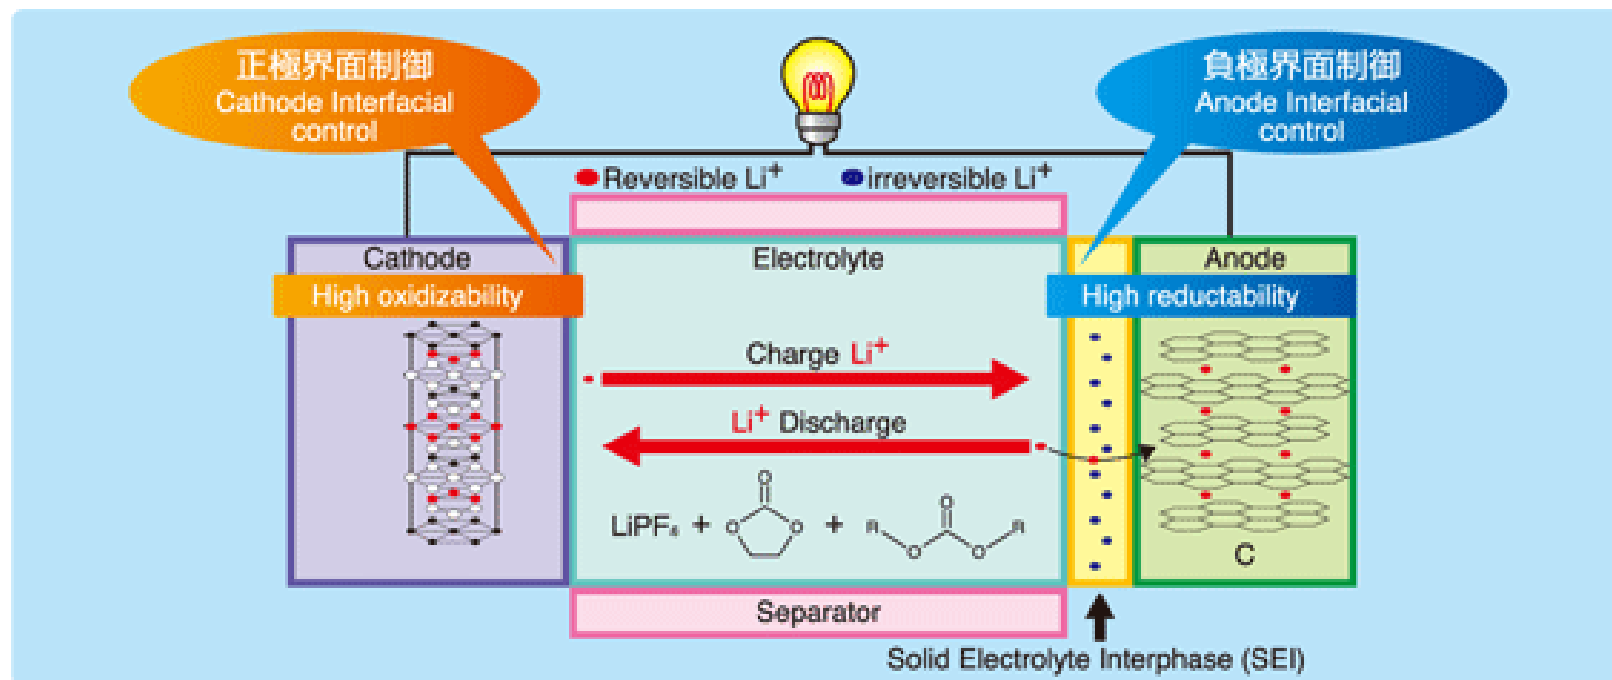 正極界面制御
Cathode Interfacial
control
負極界面制御
Anode Interfacial
control
Reversible Li⁺
irreversible Li⁺
Cathode
Electrolyte
Anode
High oxidizability
High reductability
Charge Li⁺
Li⁺ Discharge
LiPF₆ + O O O + R O O O R
C
Separator
Solid Electrolyte Interphase (SEI)